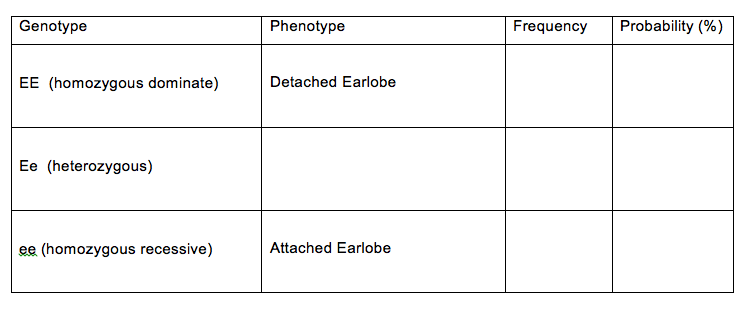 Genotype Phenotype Frequency Probability (%)
EE (homozygous dominate) Detached Earlobe
Ee (heterozygous)
ee (homozygous recessive) Attached Earlobe